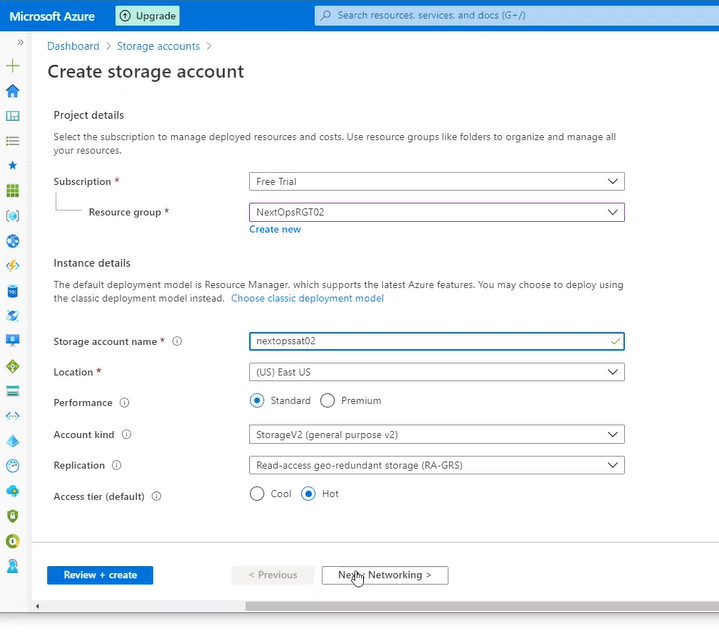 Microsoft Azure
Upgrade
Search resources, services, and docs (G+/)
Dashboard > Storage accounts >
Create storage account
Project details
Select the subscription to manage deployed resources and costs. Use resource groups like folders to organize and manage all
your resources.
Subscription *
Free Trial
Resource group *
NextOpsRGT02
Create new
Instance details
The default deployment model is Resource Manager, which supports the latest Azure features. You may choose to deploy using
the classic deployment model instead. Choose classic deployment model
Storage account name *
nextopssat02
Location *
(US) East US
Performance
Standard Premium
Account kind
StorageV2 (general purpose v2)
Replication
Read-access geo-redundant storage (RA-GRS)
Access tier (default)
Cool Hot
Review + create
< Previous
Next: Networking >